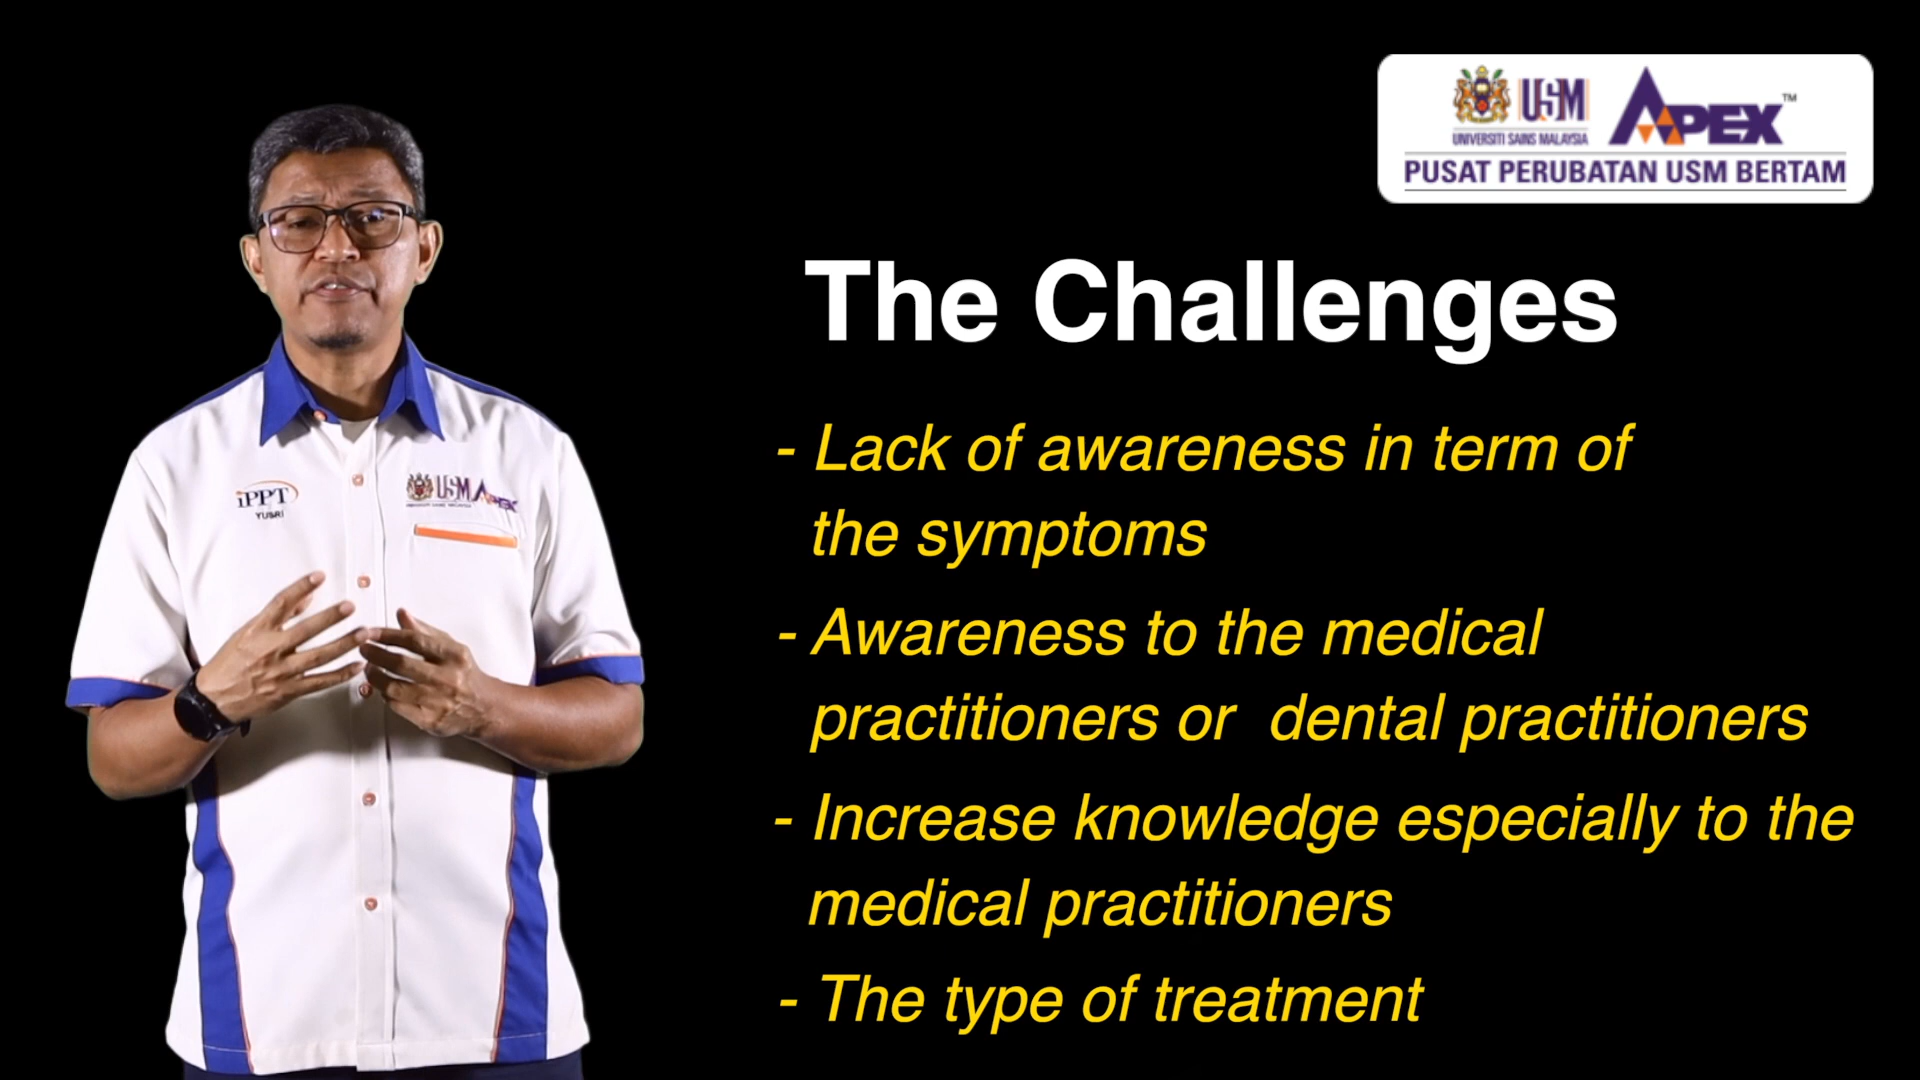 USM APEX™
UNIVERSITI SAINS MALAYSIA
PUSAT PERUBATAN USM BERTAM
The Challenges
- Lack of awareness in term of
the symptoms
- Awareness to the medical
practitioners or dental practitioners
- Increase knowledge especially to the
medical practitioners
- The type of treatment
iPPT
YUSRI
USM APEX